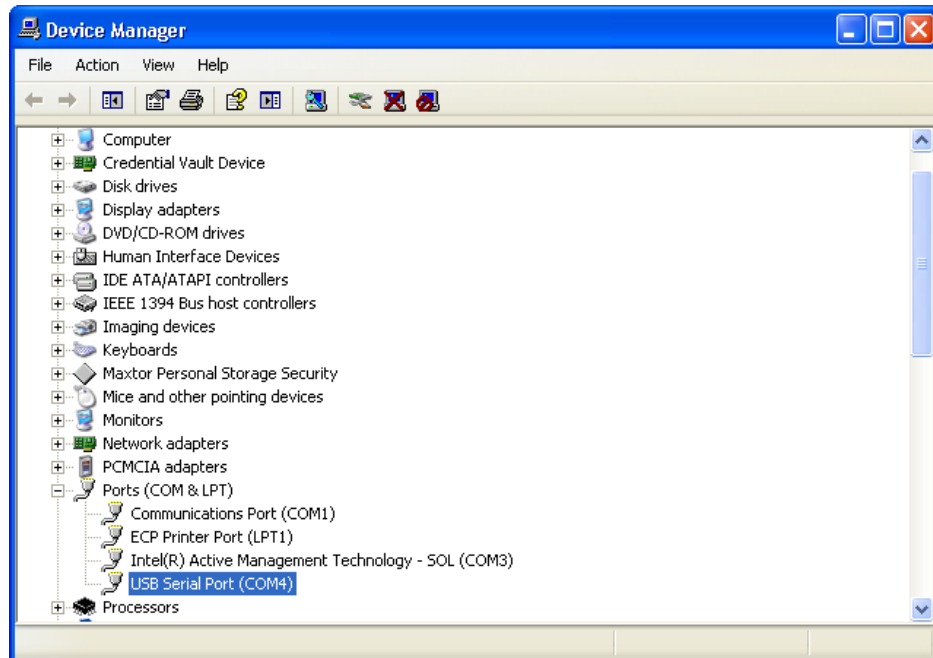 Device Manager
File Action View Help
Computer
Credential Vault Device
Disk drives
Display adapters
DVD/CD-ROM drives
Human Interface Devices
IDE ATA/ATAPI controllers
IEEE 1394 Bus host controllers
Imaging devices
Keyboards
Maxtor Personal Storage Security
Mice and other pointing devices
Monitors
Network adapters
PCMCIA adapters
Ports (COM & LPT)
Communications Port (COM1)
ECP Printer Port (LPT1)
Intel(R) Active Management Technology - SOL (COM3)
USB Serial Port (COM4)
Processors